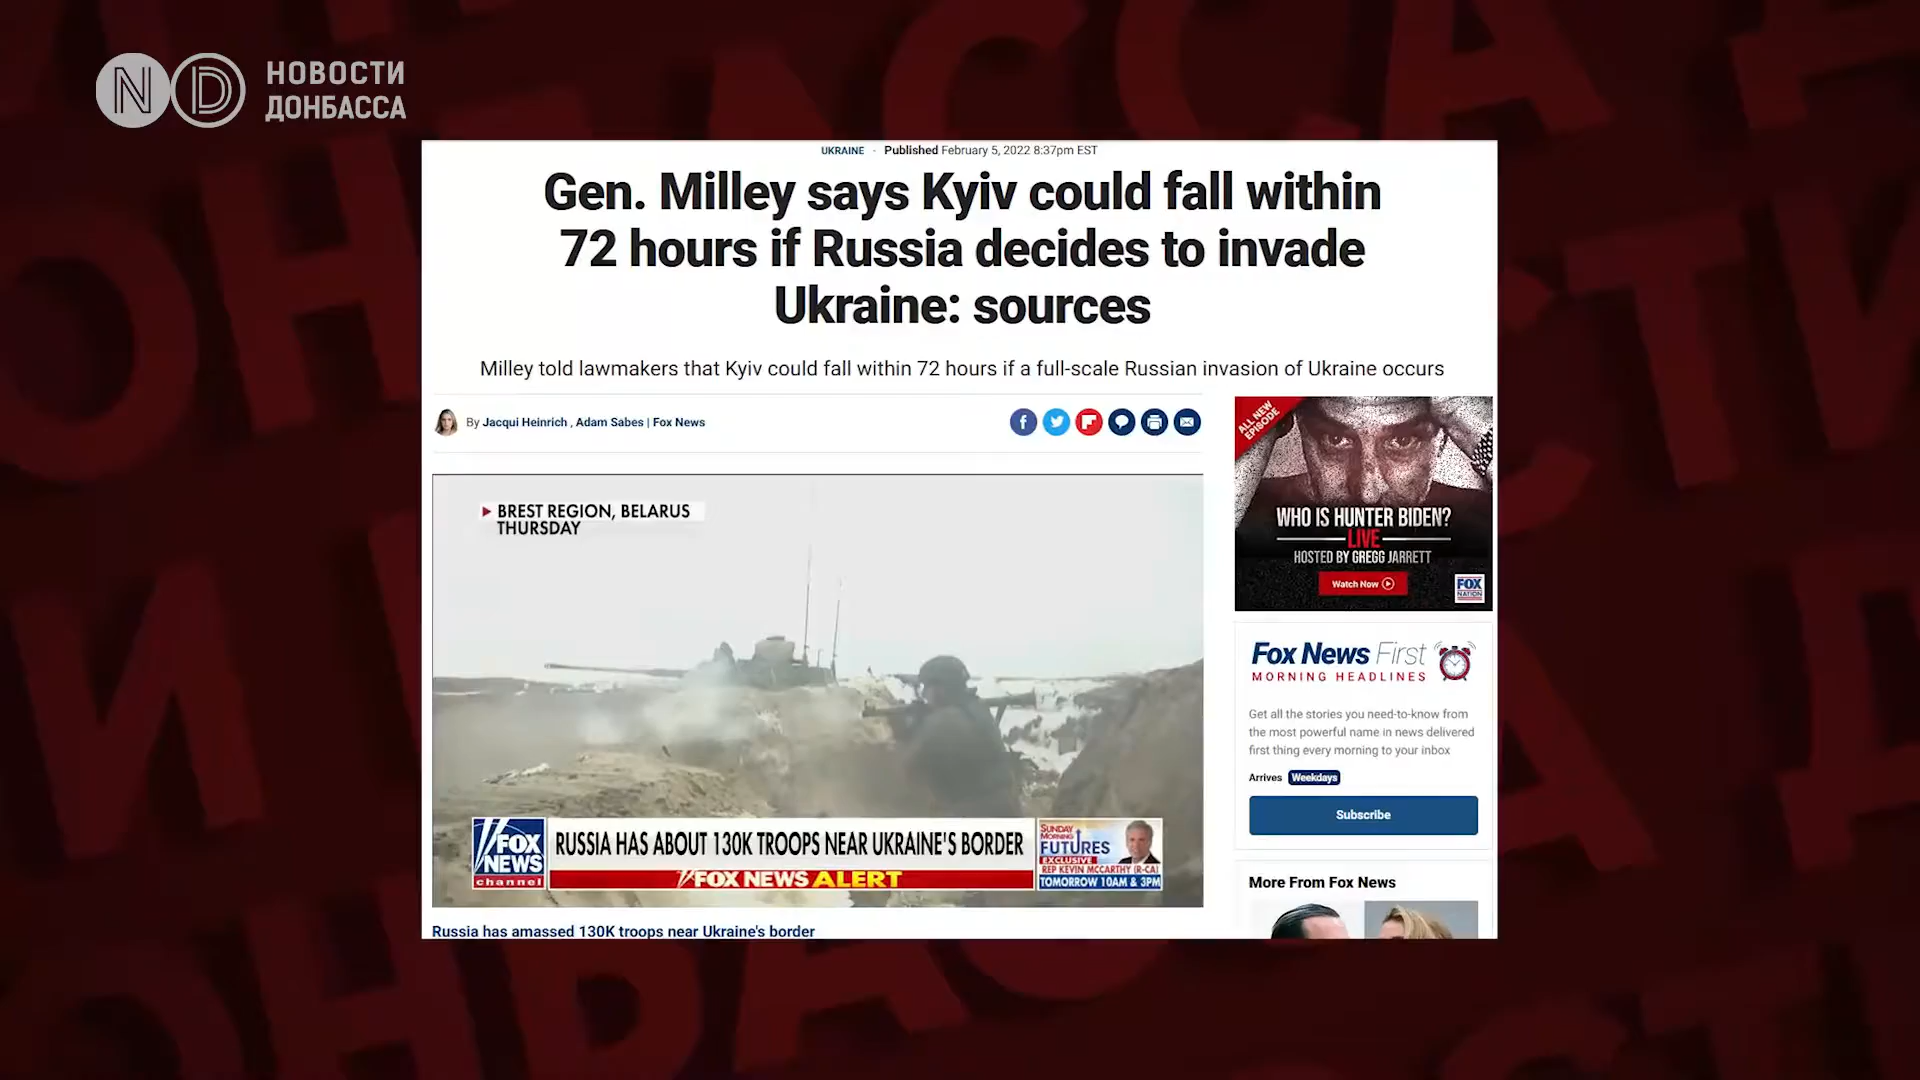 НОВОСТИ
ДОНБАССА
UKRAINE - Published February 5, 2022 8:37pm EST
Gen. Milley says Kyiv could fall within
72 hours if Russia decides to invade
Ukraine: sources
Milley told lawmakers that Kyiv could fall within 72 hours if a full-scale Russian invasion of Ukraine occurs
By Jacqui Heinrich , Adam Sabes | Fox News
BREST REGION, BELARUS
THURSDAY
FOX
NEWS
channel
RUSSIA HAS ABOUT 130K TROOPS NEAR UKRAINE'S BORDER
FOX NEWS ALERT
SUNDAY
MORNING
FUTURES
EXCLUSIVE
REP KEVIN MCCARTHY (R-CA)
TOMORROW 10AM & 3PM
Russia has amassed 130K troops near Ukraine's border
ALL NEW
EPISODE
WHO IS HUNTER BIDEN?
LIVE
HOSTED BY GREGG JARRETT
Watch Now
FOX
NATION
Fox News First
MORNING HEADLINES
Get all the stories you need-to-know from
the most powerful name in news delivered
first thing every morning to your inbox
Arrives Weekdays
Subscribe
More From Fox News